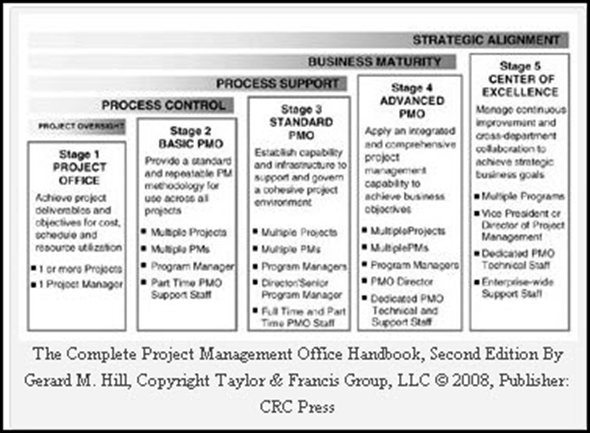 STRATEGIC ALIGNMENT
BUSINESS MATURITY
PROCESS SUPPORT
PROCESS CONTROL
PROJECT OVERSIGHT
Stage 1
PROJECT
OFFICE
Achieve project
deliverables and
objectives for cost,
schedule and
resource utilization
■ 1 or more Projects
■ 1 Project Manager
Stage 2
BASIC PMO
Provide a standard
and repeatable PM
methodology for
use across all
projects
■ Multiple Projects
■ Multiple PMs
■ Program Manager
■ Part Time PMO
Support Staff
Stage 3
STANDARD
PMO
Establish capability
and infrastructure to
support and govern
a cohesive project
environment
■ Multiple Projects
■ Multiple PMs
■ Program Managers
■ Director/Senior
Program Manager
■ Full Time and Part
Time PMO Staff
Stage 4
ADVANCED
PMO
Apply an integrated
and comprehensive
project
management
capability to
achieve business
objectives
■ MultipleProjects
■ MultiplePMs
■ Program Managers
■ PMO Director
■ Dedicated PMO
Technical and
Support Staff
Stage 5
CENTER OF
EXCELLENCE
Manage continuous
improvement and
cross-department
collaboration to
achieve strategic
business goals
■ Multiple Programs
■ Vice President or
Director of Project
Management
■ Dedicated PMO
Technical Staff
■ Enterprise-wide
Support Staff
The Complete Project Management Office Handbook, Second Edition By
Gerard M. Hill, Copyright Taylor & Francis Group, LLC © 2008, Publisher:
CRC Press